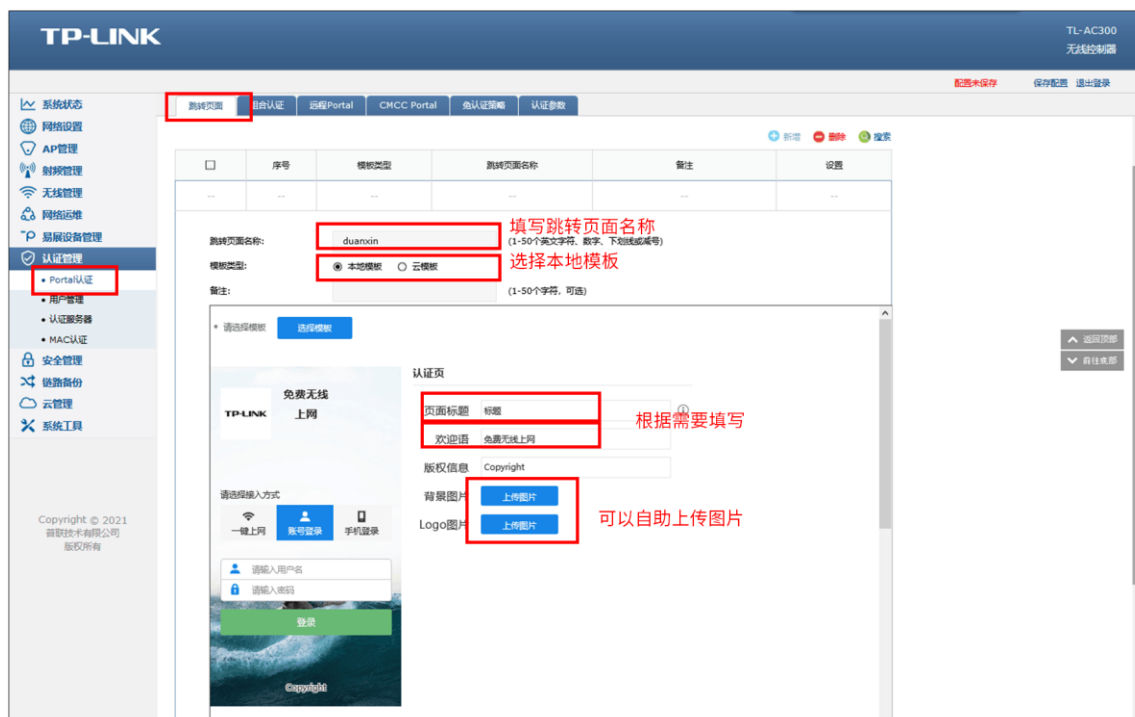 TP-LINK
TL-AC300
无线控制器
配置未保存 保存配置 退出登录
系统状态
网络设置
AP管理
射频管理
无线管理
网络运维
易展设备管理
认证管理
• Portal认证
• 用户管理
• 认证服务器
• MAC认证
安全管理
链路备份
云管理
系统工具
Copyright © 2021
普联技术有限公司
版权所有
跳转页面 组合认证 远程Portal CMCC Portal 免认证策略 认证参数
新增 删除 搜索
序号 模板类型 跳转页面名称 备注 设置
-- -- -- -- -- --
填写跳转页面名称
跳转页面名称: duanxin (1-50个英文字符、数字、下划线或减号)
模板类型: 本地模板 云模板 选择本地模板
备注: (1-50个字符，可选)
* 请选择模板 选择模板
认证页
免费无线
上网
TP-LINK
页面标题 标题
根据需要填写
欢迎语 免费无线上网
版权信息 Copyright
背景图片 上传图片
可以自助上传图片
Logo图片 上传图片
请选择接入方式
一键上网 账号登录 手机登录
请输入用户名
请输入密码
登录
Copyright
返回顶部
前往底部